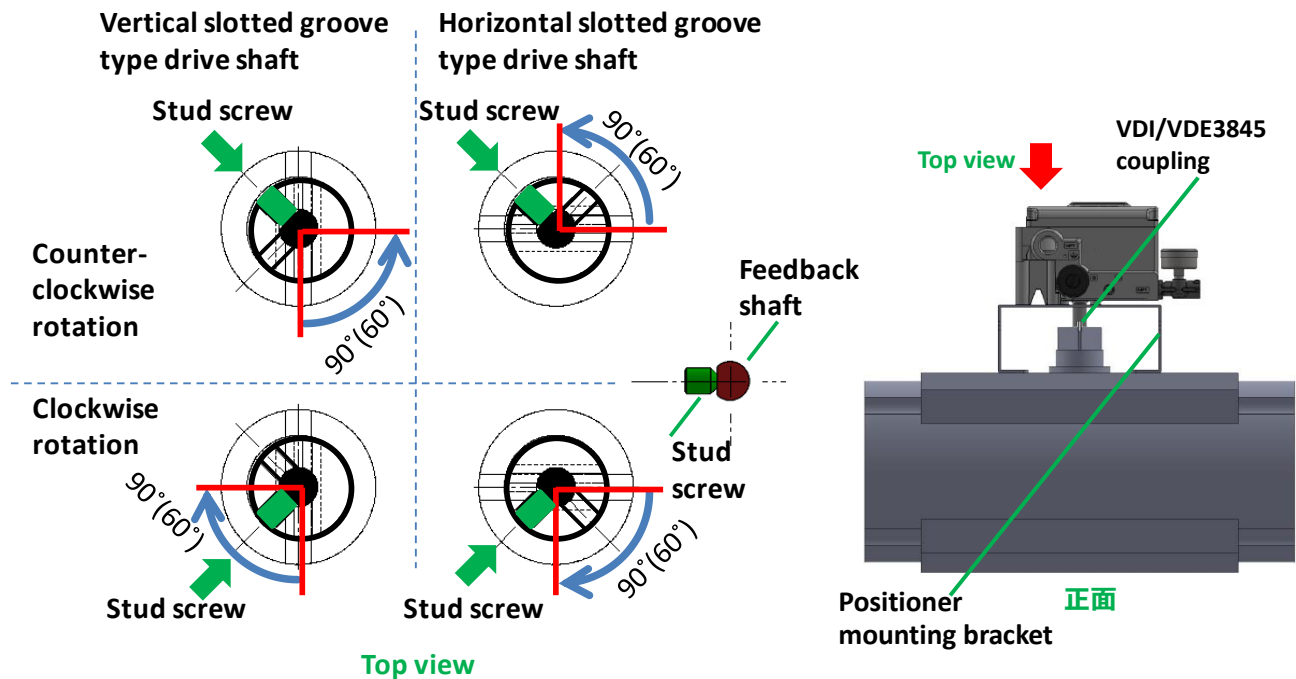 Vertical slotted groove
type drive shaft
Horizontal slotted groove
type drive shaft
Stud screw
Stud screw
90˚(60˚)
90˚(60˚)
Counter-
clockwise
rotation
Clockwise
rotation
90˚(60˚)
90˚(60˚)
Stud screw
Stud screw
Top view
Feedback
shaft
Stud
screw
VDI/VDE3845
coupling
Top view
Positioner
mounting bracket
正面